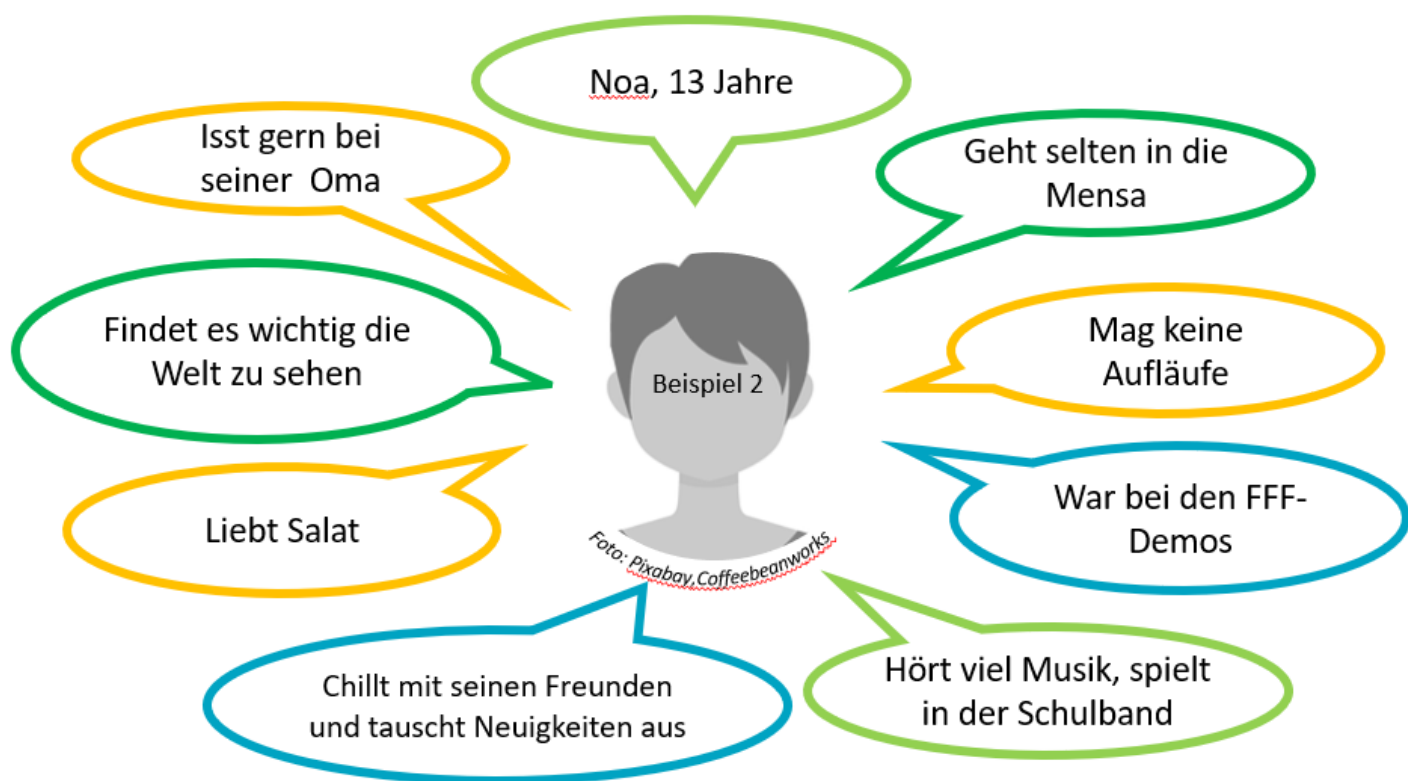 Noa, 13 Jahre
Isst gern bei
seiner Oma
Geht selten in die
Mensa
Findet es wichtig die
Welt zu sehen
Mag keine
Aufläufe
Beispiel 2
Liebt Salat
War bei den FFF-
Demos
Foto: Pixabay,Coffeebeanworks
Chillt mit seinen Freunden
und tauscht Neuigkeiten aus
Hört viel Musik, spielt
in der Schulband